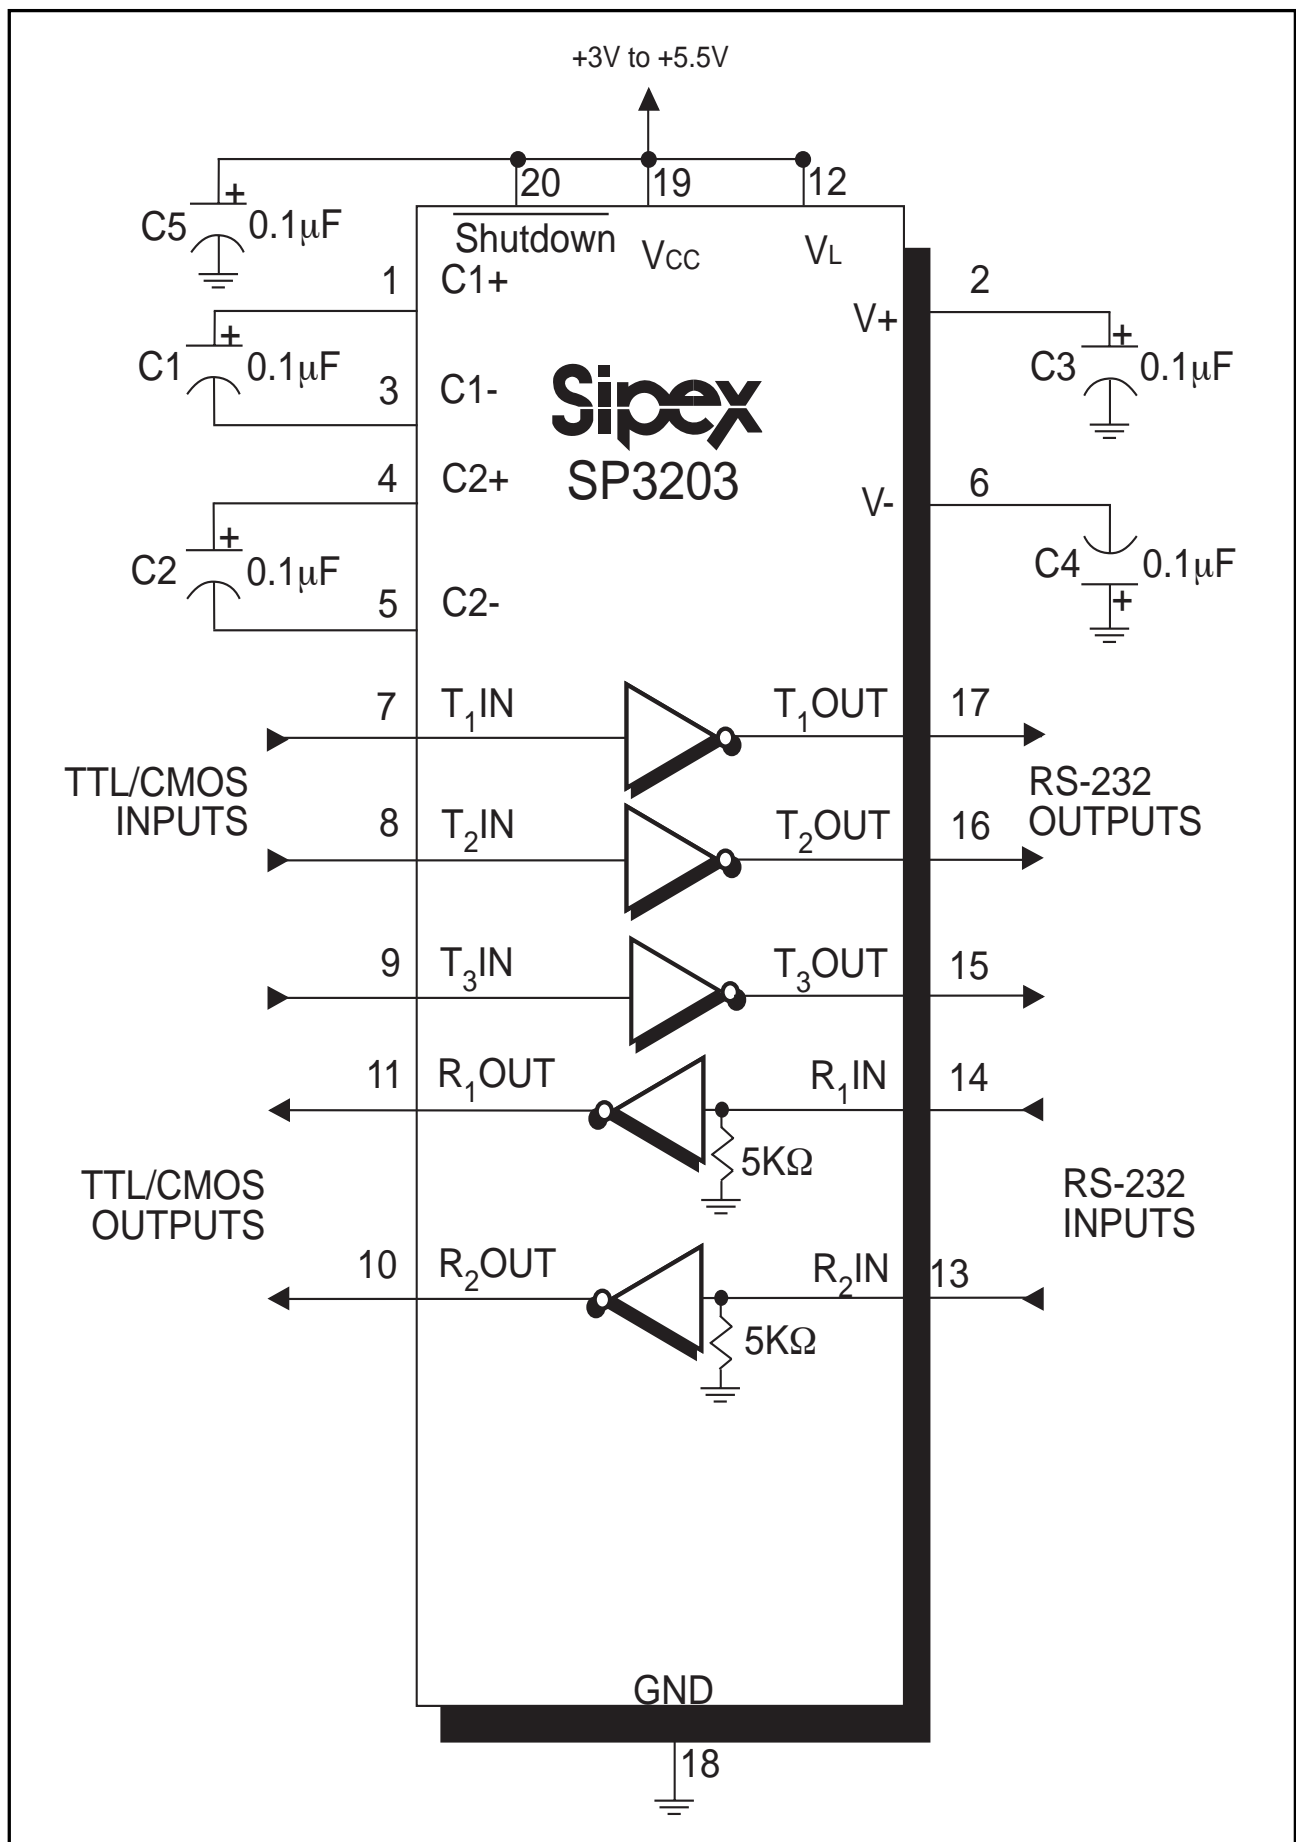 +3V to +5.5V
20 19 12
+
C5 0.1μF
Shutdown
VCC
VL
1 C1+
V+ 2
+
C1 0.1μF
3 C1-
+
C3 0.1μF
Sipex
SP3203
4 C2+
V- 6
+
C2 0.1μF
5 C2-
C4 0.1μF
+
7 T1IN T1OUT 17
TTL/CMOS
INPUTS
RS-232
OUTPUTS
8 T2IN T2OUT 16
9 T3IN T3OUT 15
11 R1OUT R1IN 14
5KΩ
TTL/CMOS
OUTPUTS
RS-232
INPUTS
10 R2OUT R2IN 13
5KΩ
GND
18